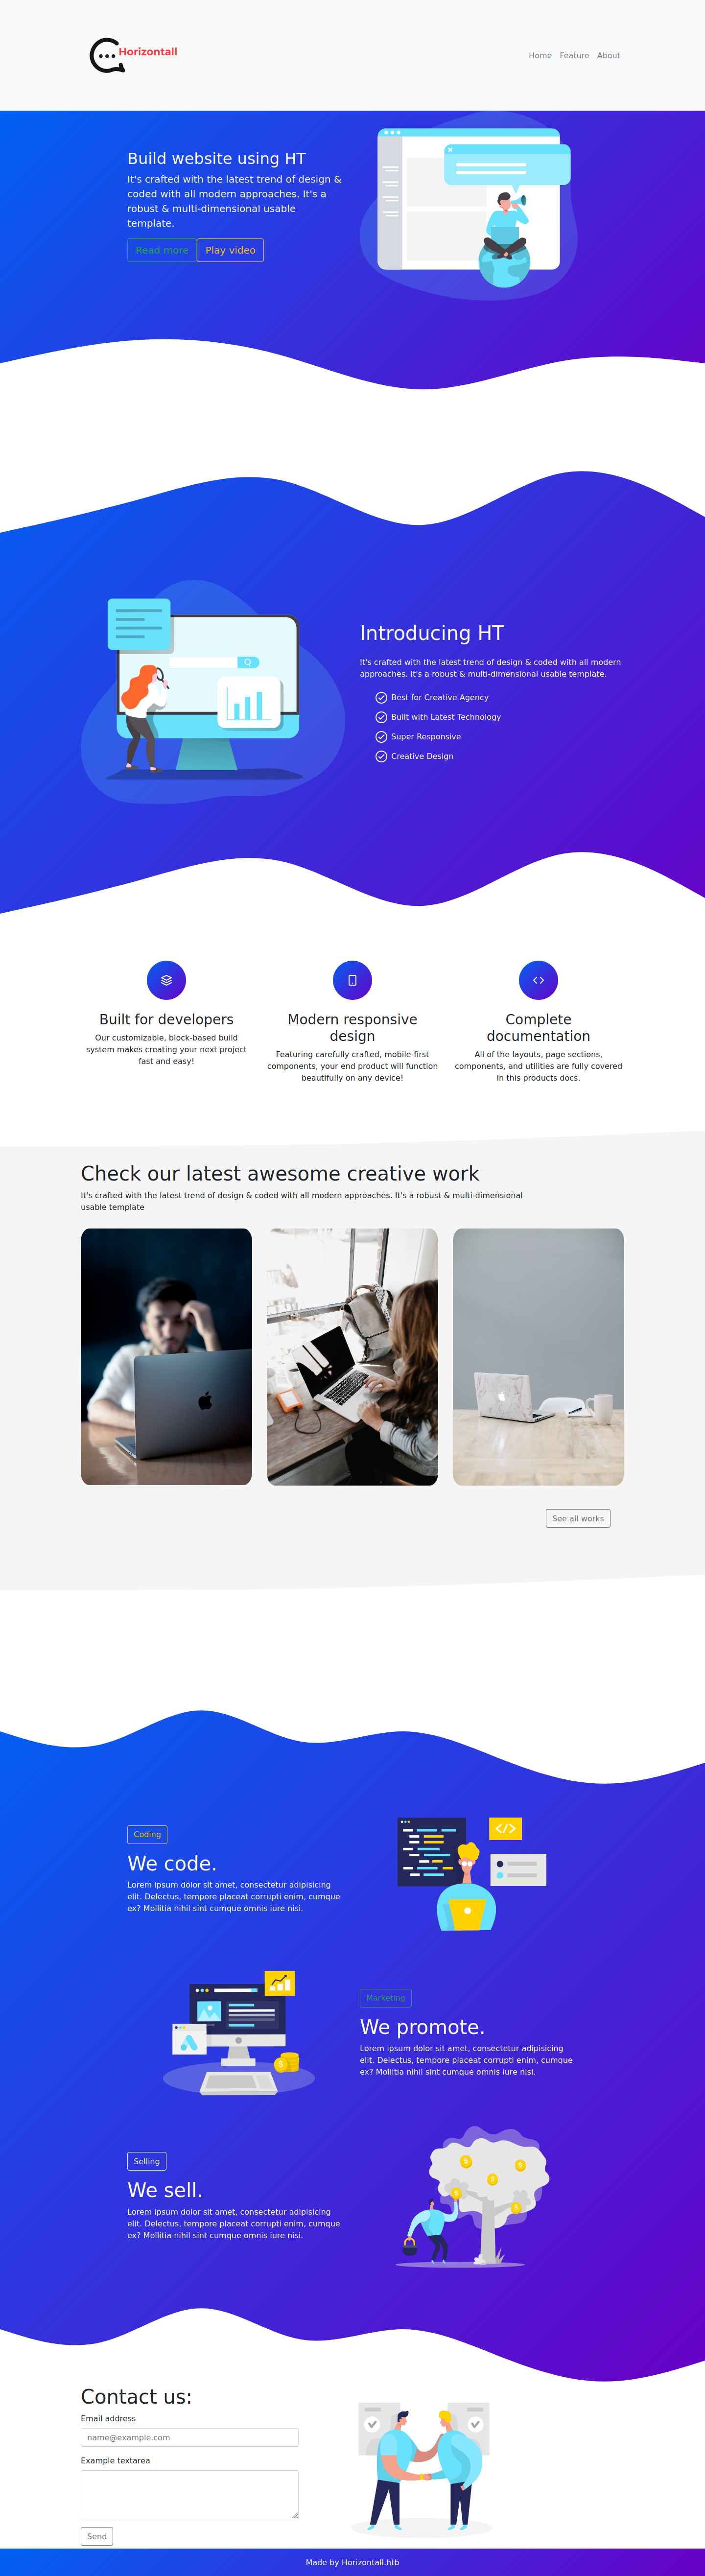 Horizontall
Home Feature About
Build website using HT
It's crafted with the latest trend of design &
coded with all modern approaches. It's a
robust & multi-dimensional usable
template.
Read more Play video
Introducing HT
It's crafted with the latest trend of design & coded with all modern
approaches. It's a robust & multi-dimensional usable template.
Best for Creative Agency
Built with Latest Technology
Super Responsive
Creative Design
Built for developers
Our customizable, block-based build
system makes creating your next project
fast and easy!
Modern responsive
design
Featuring carefully crafted, mobile-first
components, your end product will function
beautifully on any device!
Complete
documentation
All of the layouts, page sections,
components, and utilities are fully covered
in this products docs.
Check our latest awesome creative work
It's crafted with the latest trend of design & coded with all modern approaches. It's a robust & multi-dimensional
usable template
See all works
Coding
We code.
Lorem ipsum dolor sit amet, consectetur adipisicing
elit. Delectus, tempore placeat corrupti enim, cumque
ex? Mollitia nihil sint cumque omnis iure nisi.
Marketing
We promote.
Lorem ipsum dolor sit amet, consectetur adipisicing
elit. Delectus, tempore placeat corrupti enim, cumque
ex? Mollitia nihil sint cumque omnis iure nisi.
Selling
We sell.
Lorem ipsum dolor sit amet, consectetur adipisicing
elit. Delectus, tempore placeat corrupti enim, cumque
ex? Mollitia nihil sint cumque omnis iure nisi.
Contact us:
Email address
name@example.com
Example textarea
Send
Made by Horizontall.htb